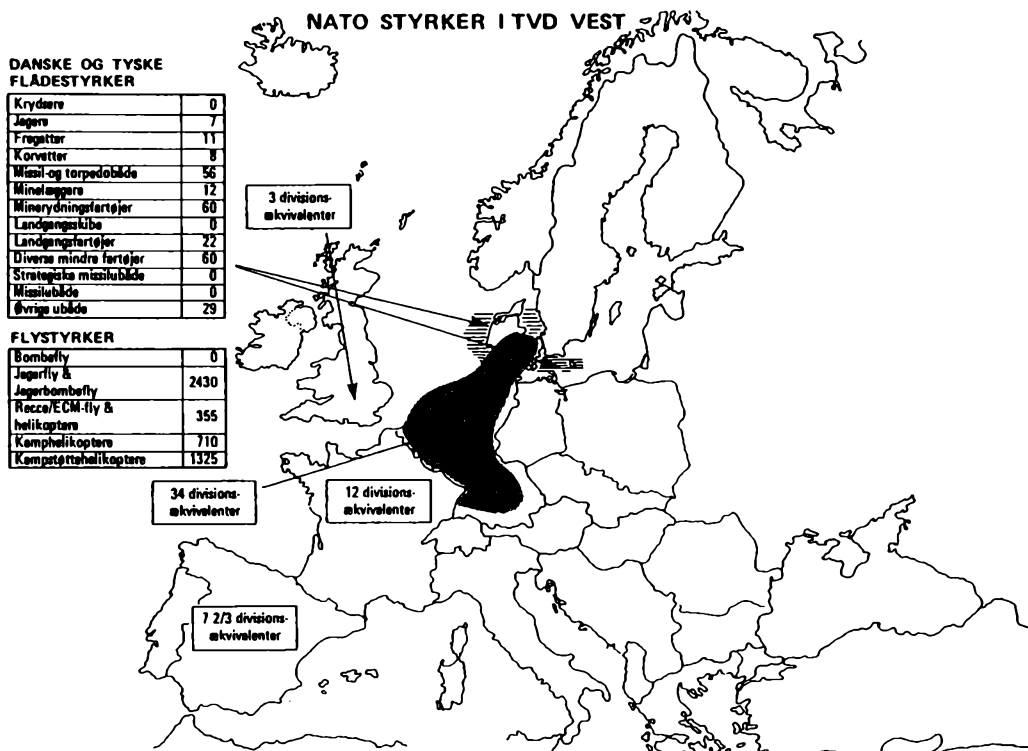 NATO STYRKER I TVD VEST
DANSKE OG TYSKE
FLÅDESTYRKER
Krydsere 0
Jagere 7
Fregatter 11
Korvetter 8
Missil-og torpedobåde 56
Minelæggere 12
Minerydningsfartøjer 60
Landgangsskibe 0
Landgangsfartøjer 22
Diverse mindre fartøjer 60
Strategiske missilubåde 0
Missilubåde 0
Øvrige ubåde 29
FLYSTYRKER
Bombefly 0
Jagerfly &
Jagerbombefly 2430
Recce/ECM-fly &
helikoptere 355
Kamphelikoptere 710
Kampstøttehelikoptere 1325
3 divisions-
ækvivalenter
34 divisions-
ækvivalenter
12 divisions-
ækvivalenter
7 2/3 divisions-
ækvivalenter